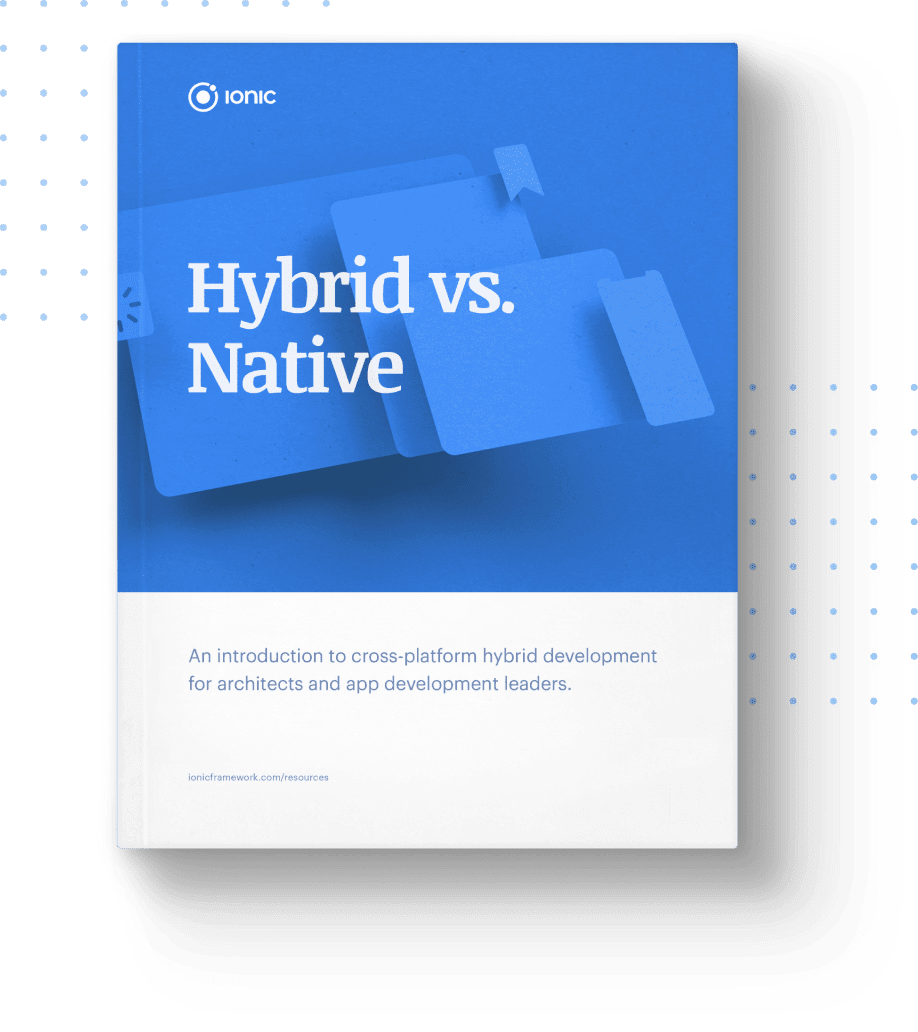 IONIC
Hybrid vs.
Native
An introduction to cross-platform hybrid development
for architects and app development leaders.
ionicframework.com/resources